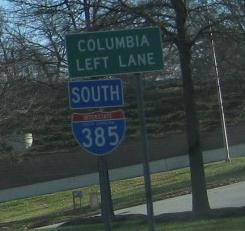 COLUMBIA
LEFT LANE
SOUTH
INTERSTATE
385